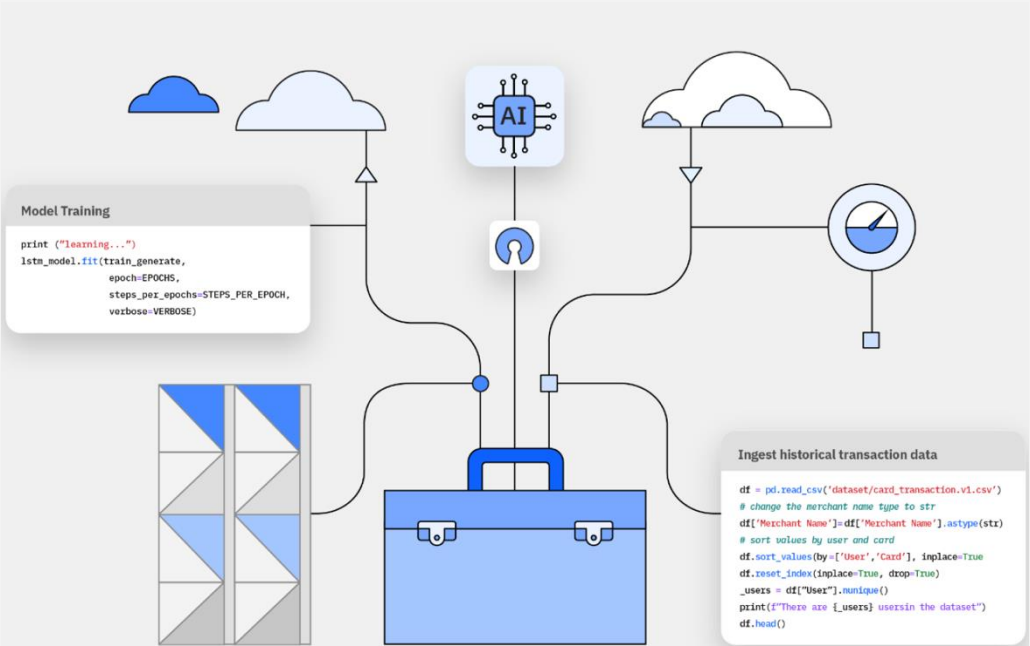 AI
Model Training
print ("learning...")
lstm_model.fit(train_generate,
epoch=EPOCHS,
steps_per_epochs=STEPS_PER_EPOCH,
verbose=VERBOSE)
Ingest historical transaction data
df = pd.read_csv('dataset/card_transaction.v1.csv')
# change the merchant name type to str
df['Merchant Name']=df['Merchant Name'].astype(str)
# sort values by user and card
df.sort_values(by=['User','Card'], inplace=True
df.reset_index(inplace=True, drop=True)
_users = df["User"].nunique()
print(f"There are {_users} usersin the dataset")
df.head()